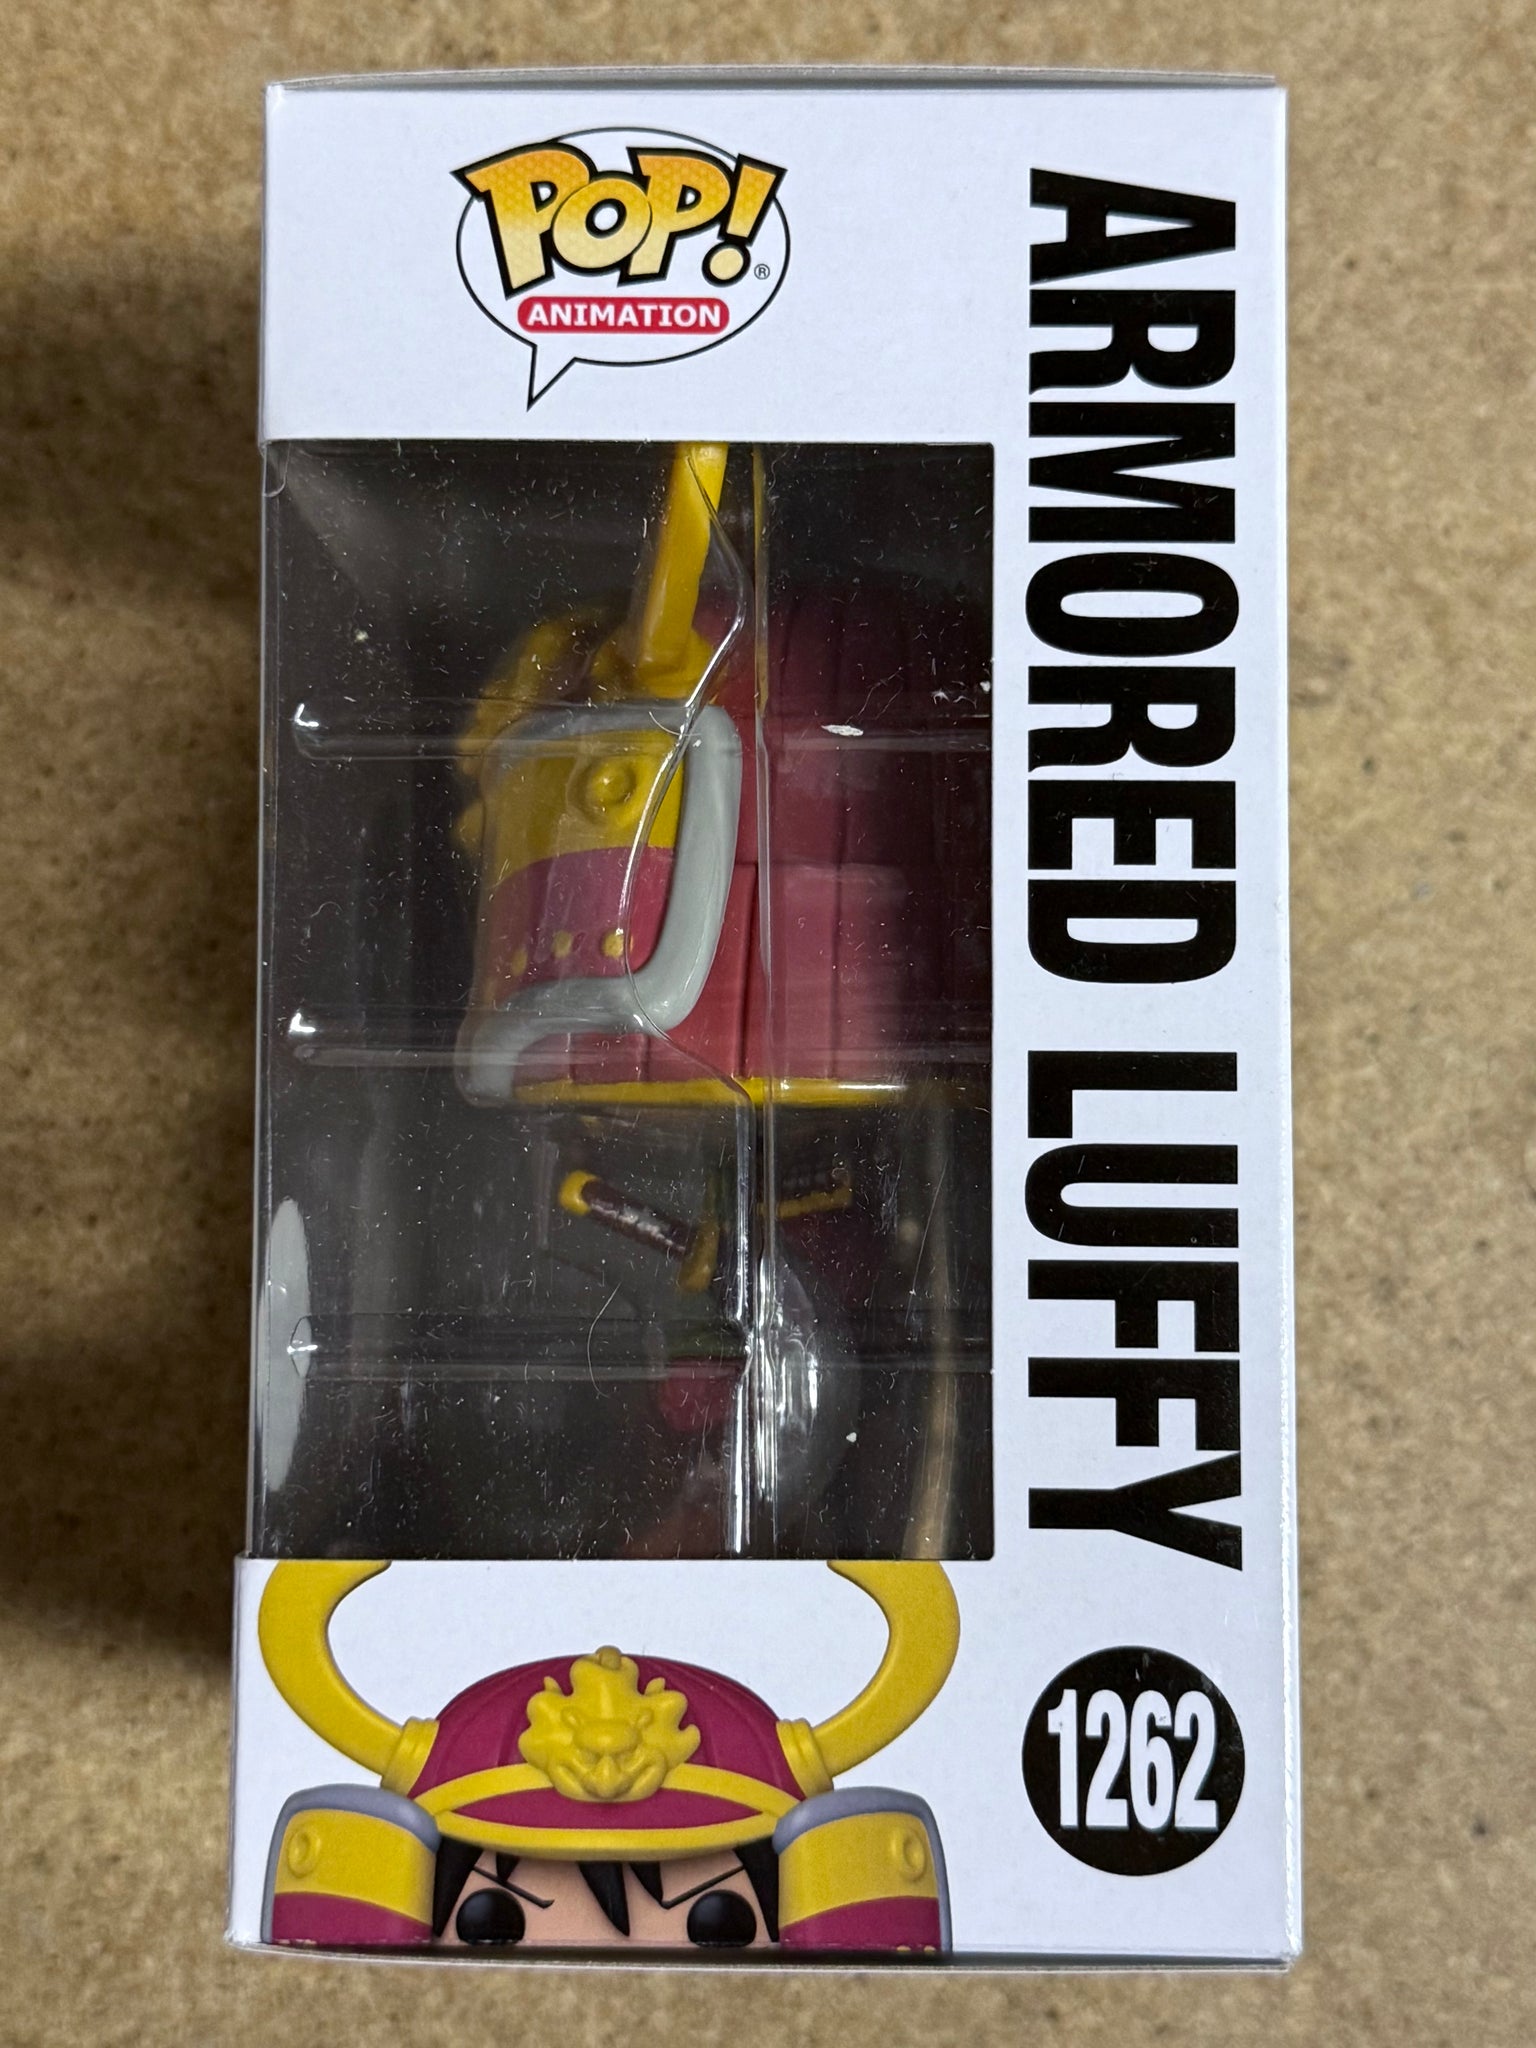 POP!®
ANIMATION
ARMORED LUFFY
1262